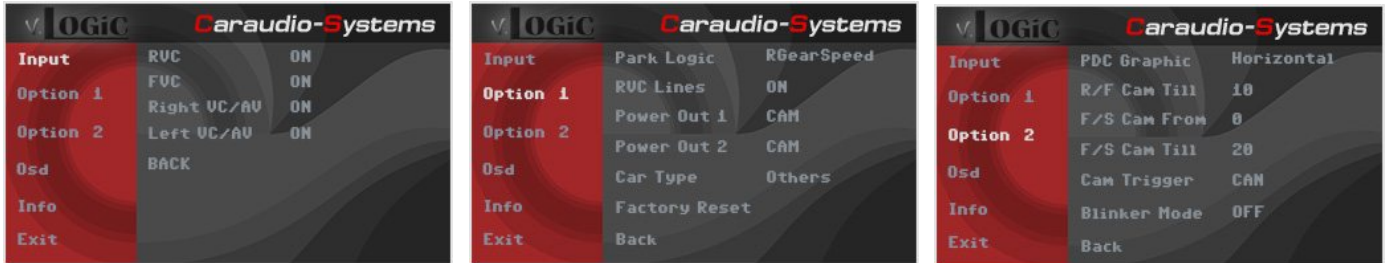 v.LOGiC Caraudio-Systems
Input RVC ON
FVC ON
Option 1 Right VC/AV ON
Option 2 Left VC/AV ON
Osd BACK
Info
Exit
v.LOGiC Caraudio-Systems
Input Park Logic RGearSpeed
Option 1 RVC Lines ON
Power Out 1 CAM
Option 2 Power Out 2 CAM
Osd Car Type Others
Info Factory Reset
Exit Back
v.LOGiC Caraudio-Systems
Input PDC Graphic Horizontal
Option 1 R/F Cam Till 10
F/S Cam From 0
Option 2 F/S Cam Till 20
Osd Cam Trigger CAN
Info Blinker Mode OFF
Exit Back